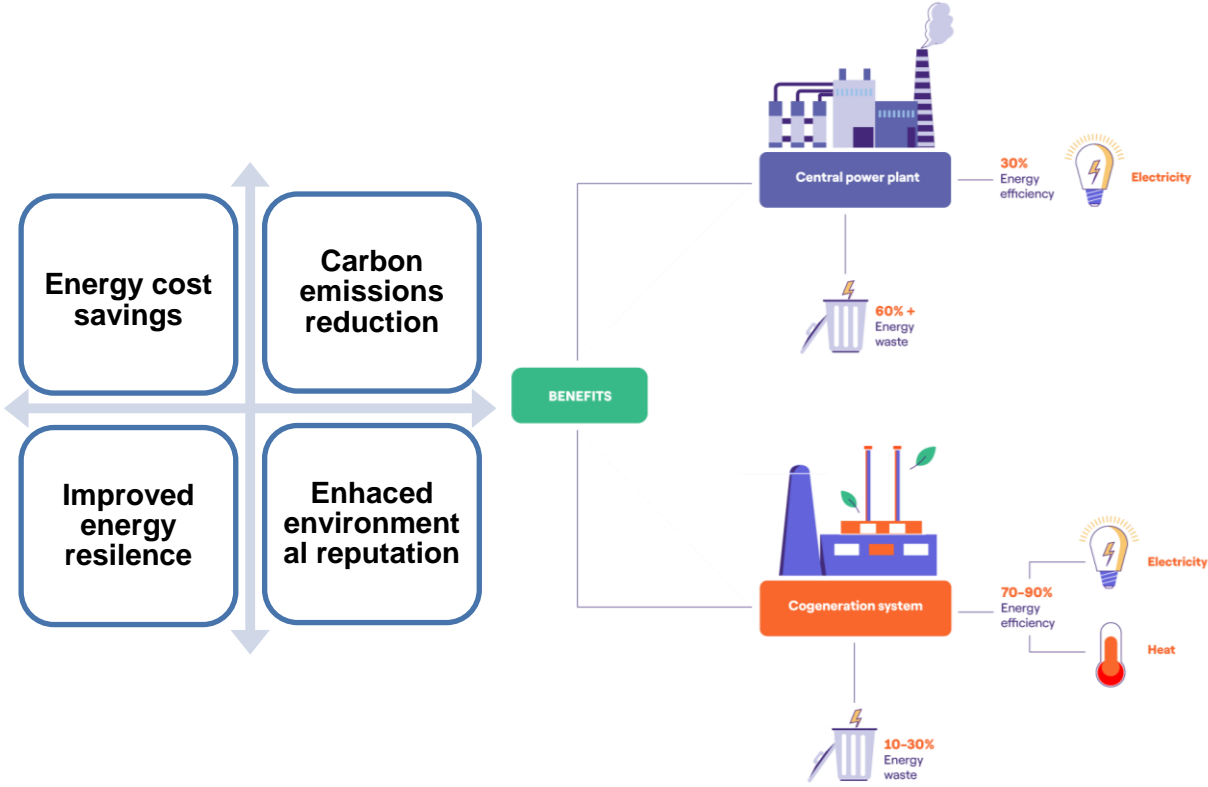 Energy cost
savings
Carbon
emissions
reduction
Improved
energy
resilence
Enhaced
environment
al reputation
BENEFITS
Central power plant
30%
Energy
efficiency
Electricity
60% +
Energy
waste
Cogeneration system
70-90%
Energy
efficiency
Electricity
Heat
10-30%
Energy
waste